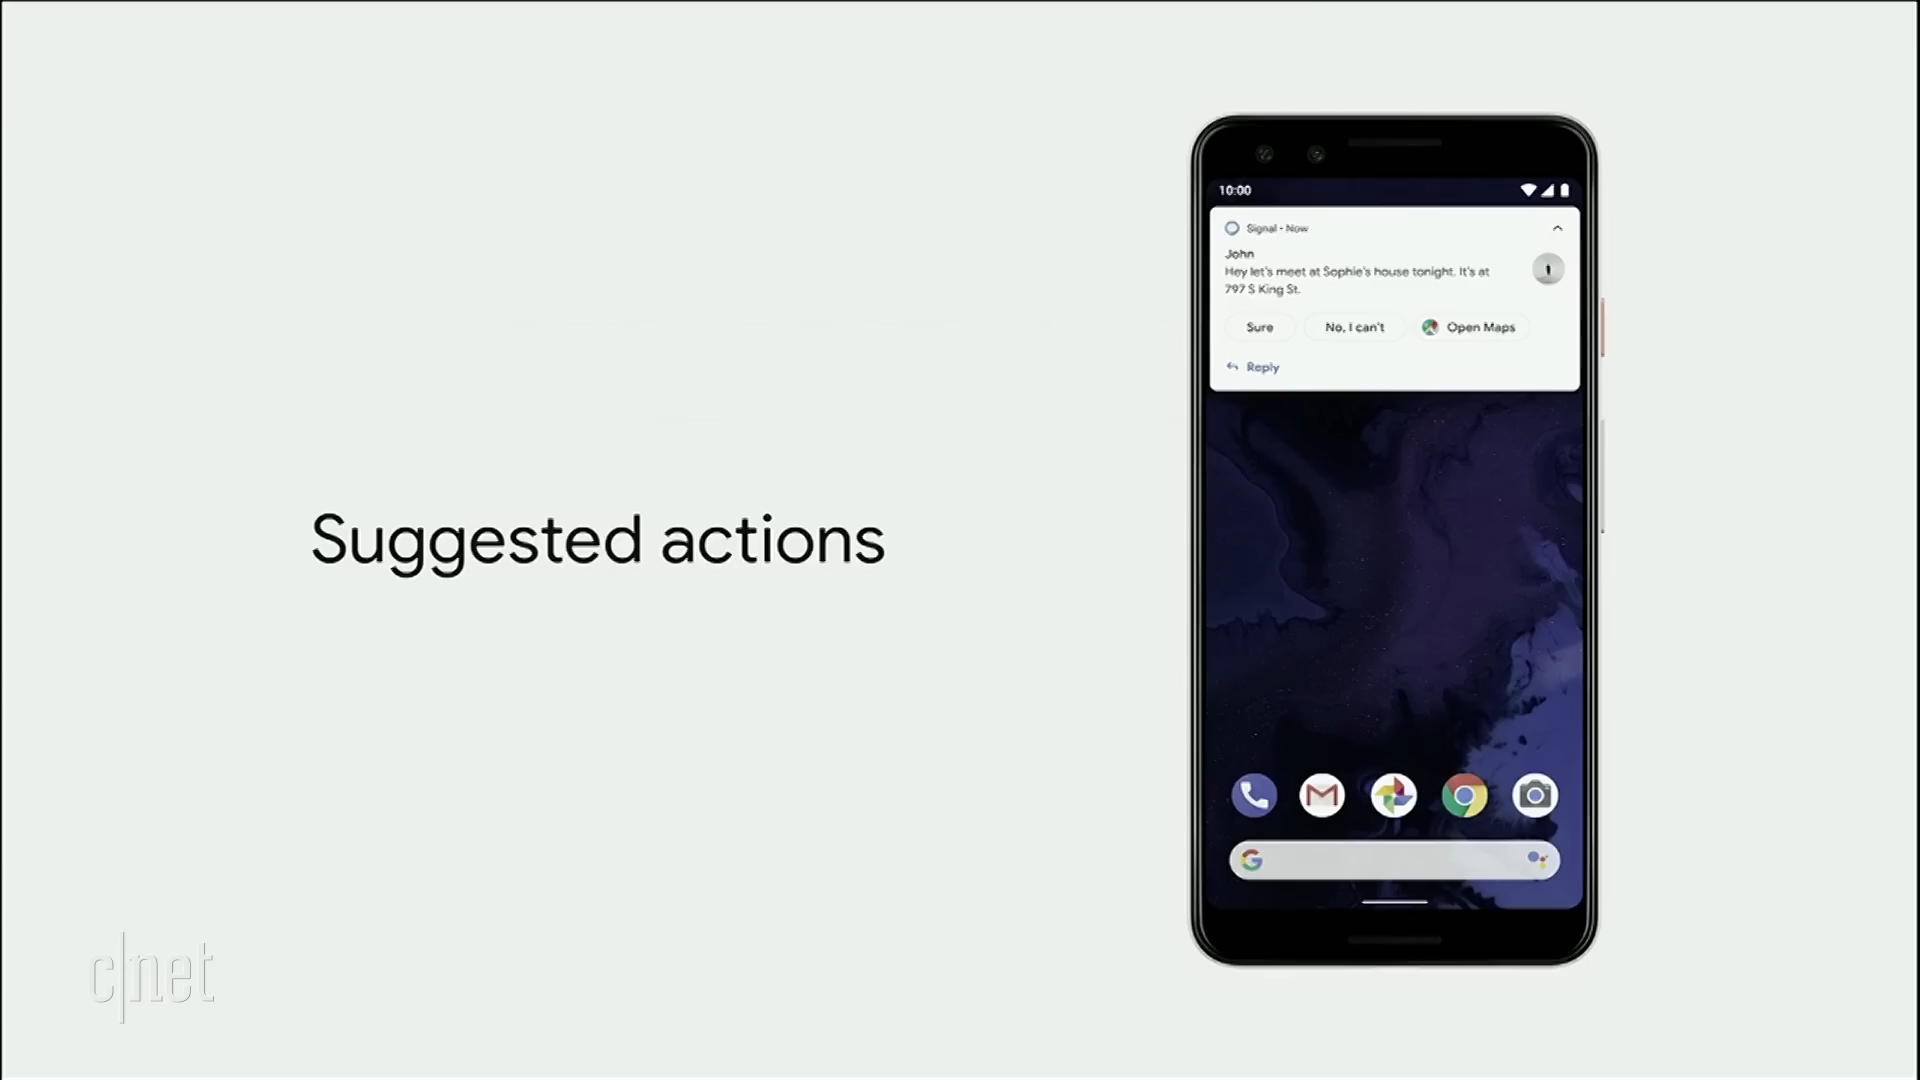 10:00
Signal • Now
John
Hey let's meet at Sophie's house tonight. It's at
797 S King St.
Sure
No, I can't
Open Maps
Reply
Suggested actions
G
c|net